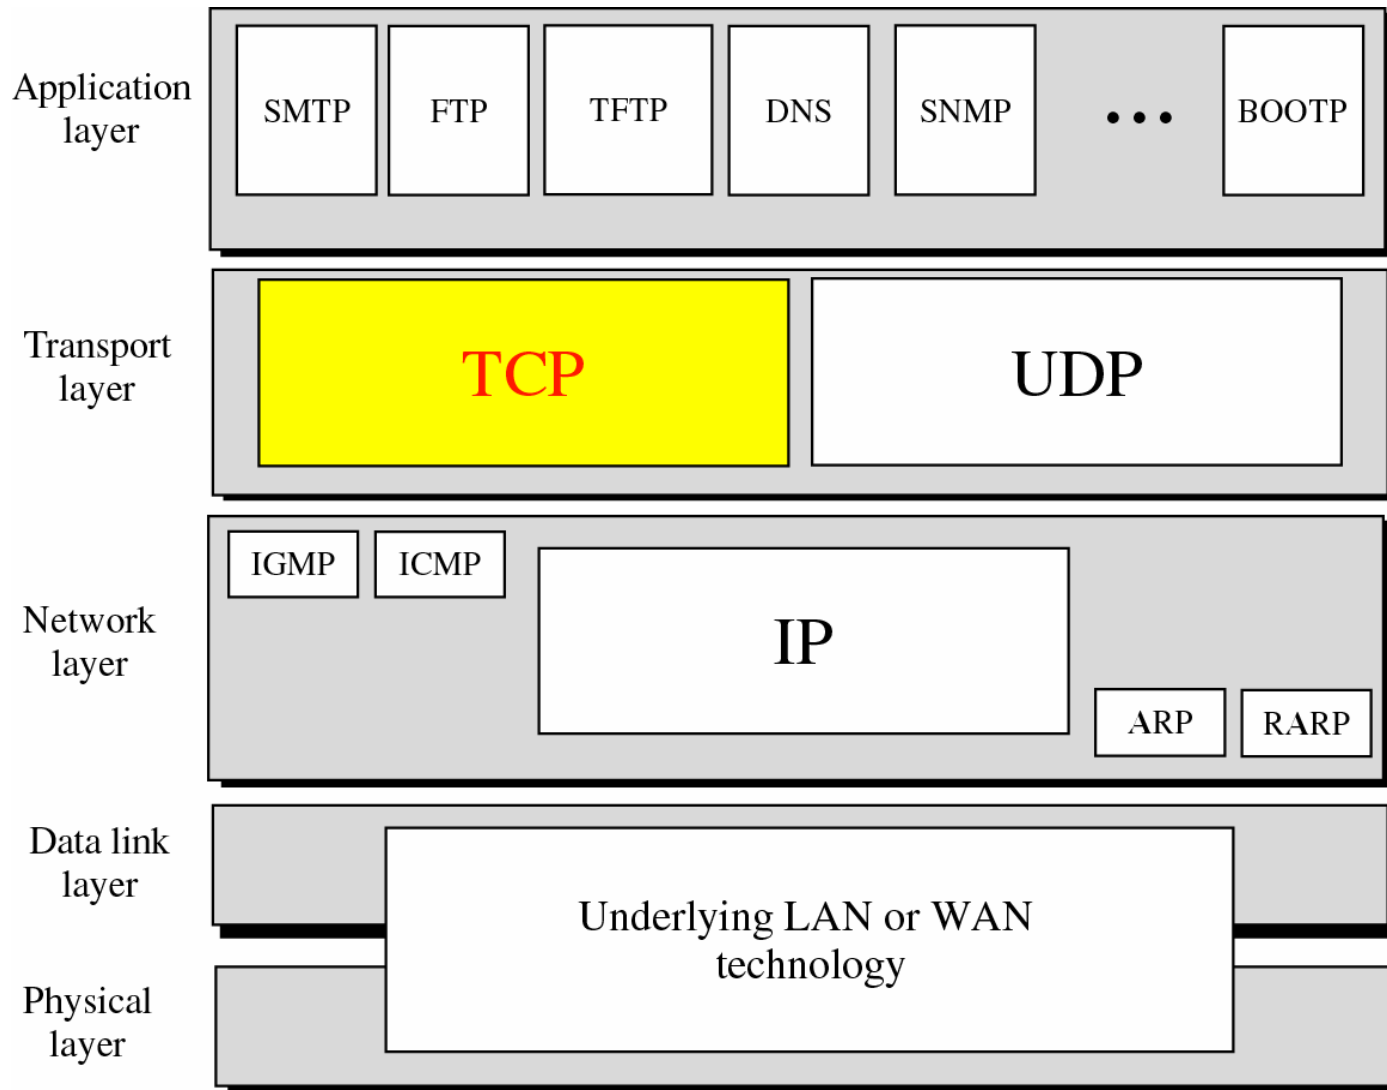 Application
layer
SMTP
FTP
TFTP
DNS
SNMP
...
BOOTP
Transport
layer
TCP
UDP
Network
layer
IGMP
ICMP
IP
ARP
RARP
Data link
layer
Underlying LAN or WAN
technology
Physical
layer